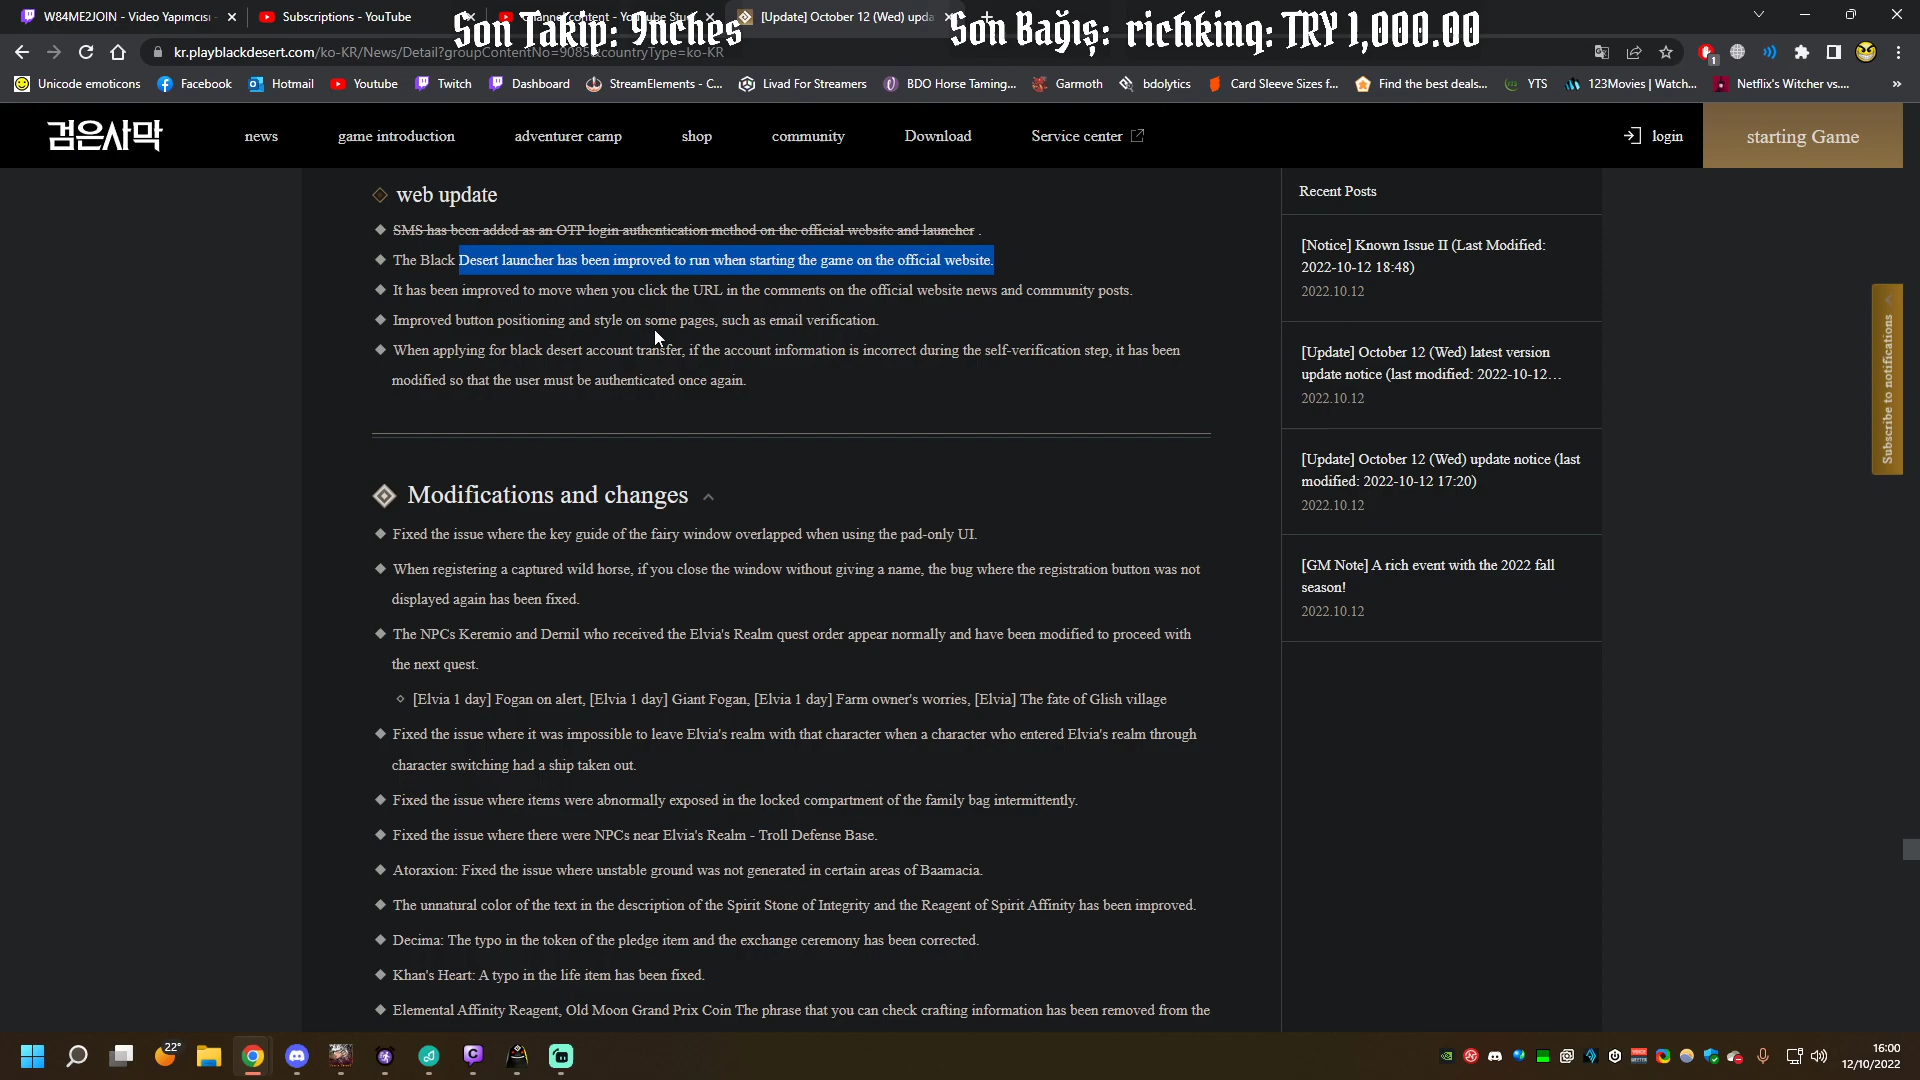 W84ME2JOIN - Video Yapımcısı
Subscriptions - YouTube
Channel content - YouTube Stu
[Update] October 12 (Wed) upda
Son Takip: 9nches
Son Bağış: richking: TRY 1,000.00
kr.playblackdesert.com/ko-KR/News/Detail?groupContentNo=9085&countryType=ko-KR
Unicode emoticons
Facebook
Hotmail
Youtube
Twitch
Dashboard
StreamElements - C...
Livad For Streamers
BDO Horse Taming...
Garmoth
bdolytics
Card Sleeve Sizes f...
Find the best deals...
YTS
123Movies | Watch...
Netflix's Witcher vs....
검은사막
news
game introduction
adventurer camp
shop
community
Download
Service center
login
starting Game
web update
SMS has been added as an OTP login authentication method on the official website and launcher .
The Black Desert launcher has been improved to run when starting the game on the official website.
It has been improved to move when you click the URL in the comments on the official website news and community posts.
Improved button positioning and style on some pages, such as email verification.
When applying for black desert account transfer, if the account information is incorrect during the self-verification step, it has been
modified so that the user must be authenticated once again.
Modifications and changes
Fixed the issue where the key guide of the fairy window overlapped when using the pad-only UI.
When registering a captured wild horse, if you close the window without giving a name, the bug where the registration button was not
displayed again has been fixed.
The NPCs Keremio and Dernil who received the Elvia's Realm quest order appear normally and have been modified to proceed with
the next quest.
[Elvia 1 day] Fogan on alert, [Elvia 1 day] Giant Fogan, [Elvia 1 day] Farm owner's worries, [Elvia] The fate of Glish village
Fixed the issue where it was impossible to leave Elvia's realm with that character when a character who entered Elvia's realm through
character switching had a ship taken out.
Fixed the issue where items were abnormally exposed in the locked compartment of the family bag intermittently.
Fixed the issue where there were NPCs near Elvia's Realm - Troll Defense Base.
Atoraxion: Fixed the issue where unstable ground was not generated in certain areas of Baamacia.
The unnatural color of the text in the description of the Spirit Stone of Integrity and the Reagent of Spirit Affinity has been improved.
Decima: The typo in the token of the pledge item and the exchange ceremony has been corrected.
Khan's Heart: A typo in the life item has been fixed.
Elemental Affinity Reagent, Old Moon Grand Prix Coin The phrase that you can check crafting information has been removed from the
Recent Posts
[Notice] Known Issue II (Last Modified:
2022-10-12 18:48)
2022.10.12
[Update] October 12 (Wed) latest version
update notice (last modified: 2022-10-12...
2022.10.12
[Update] October 12 (Wed) update notice (last
modified: 2022-10-12 17:20)
2022.10.12
[GM Note] A rich event with the 2022 fall
season!
2022.10.12
Subscribe to notifications
22°
16:00
12/10/2022